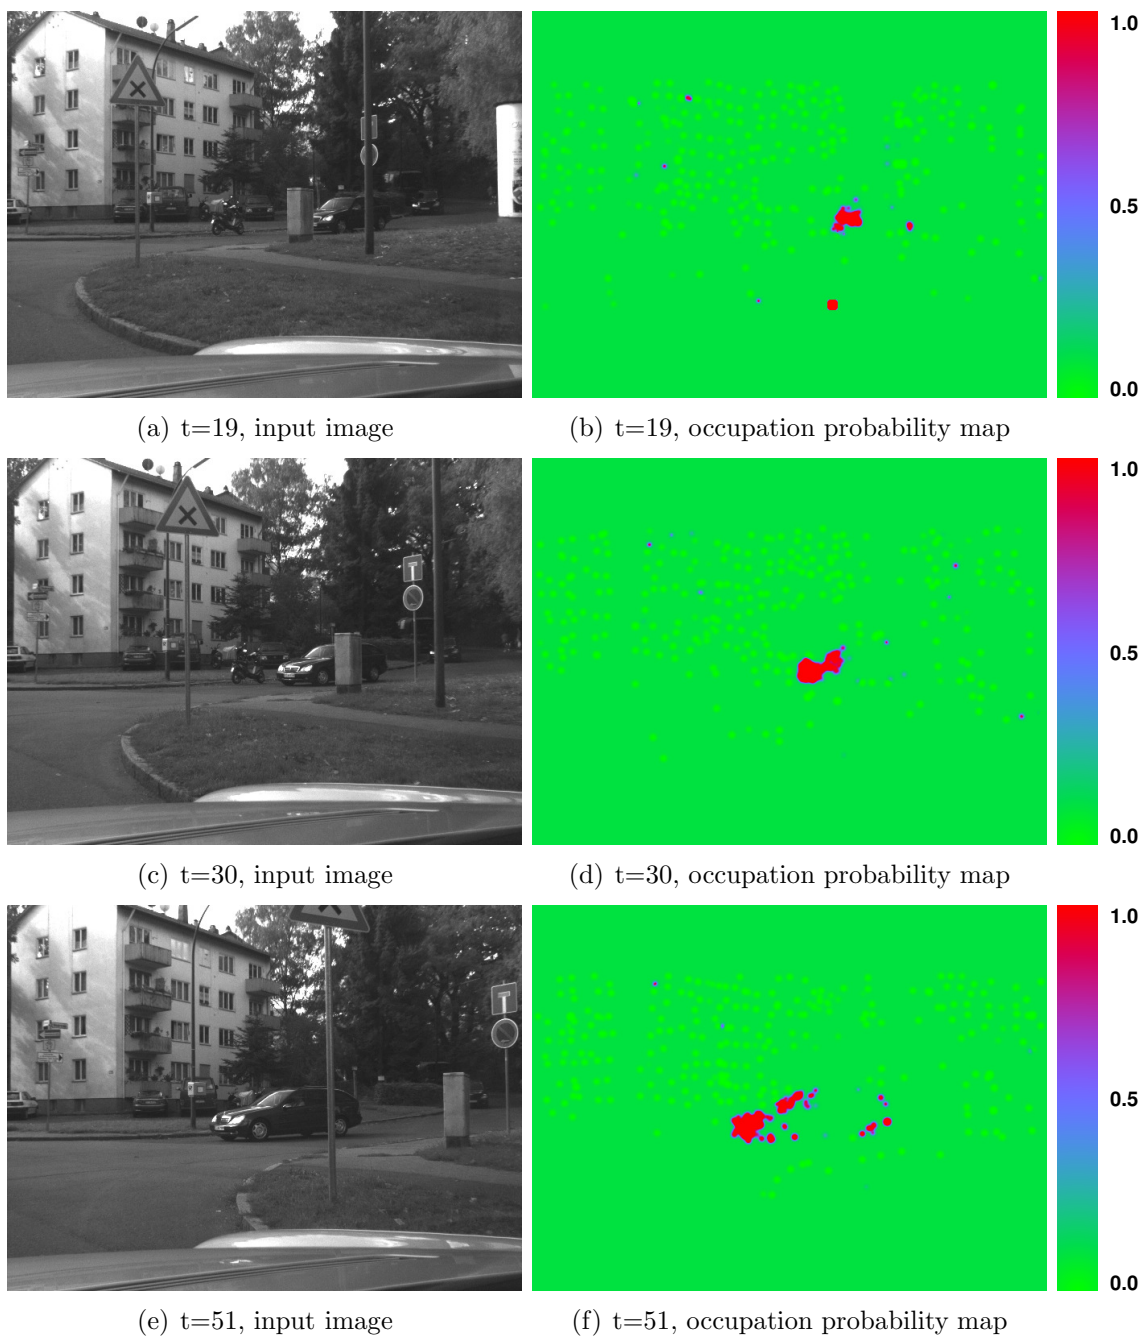 1.0
0.5
0.0
(a) t=19, input image
(b) t=19, occupation probability map
1.0
0.5
0.0
(c) t=30, input image
(d) t=30, occupation probability map
1.0
0.5
0.0
(e) t=51, input image
(f) t=51, occupation probability map